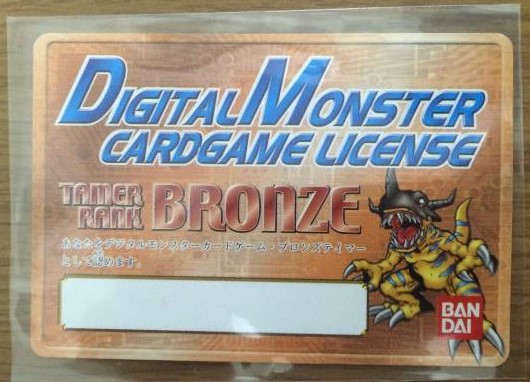 DIGITAL MONSTER
CARDGAME LICENSE
TAMER
RANK
BRONZE
あなたをデジタルモンスターカードゲーム・ブロンズテイマー
として認めます。
BAN
DAI